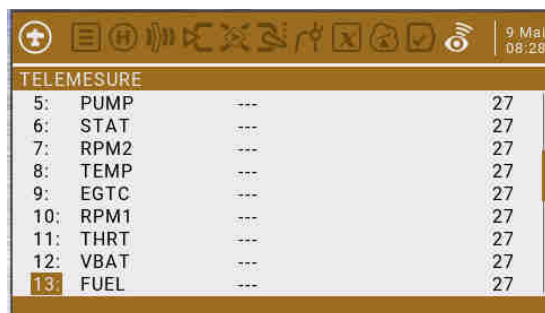 9 Mai
08:28
TELEMESURE
5: PUMP --- 27
6: STAT --- 27
7: RPM2 --- 27
8: TEMP --- 27
9: EGTC --- 27
10: RPM1 --- 27
11: THRT --- 27
12: VBAT --- 27
13: FUEL --- 27